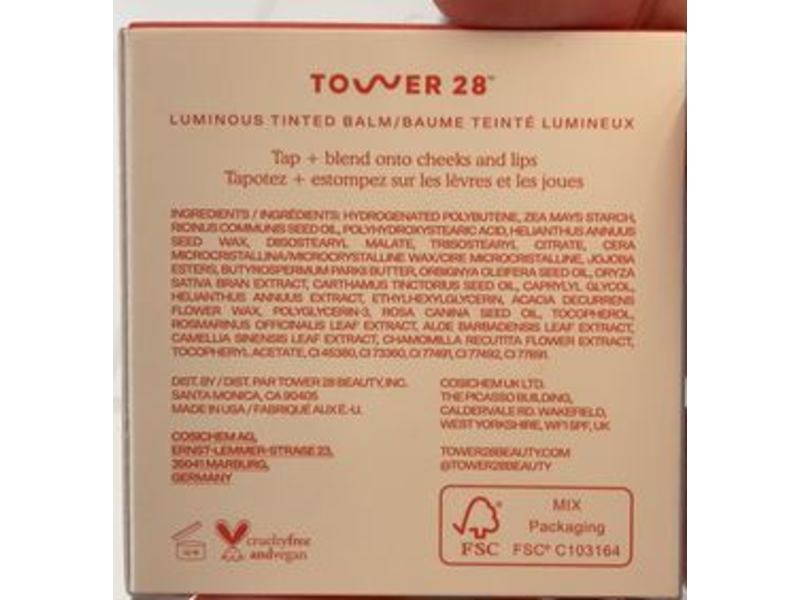 TOWER 28™
LUMINOUS TINTED BALM/BAUME TEINTÉ LUMINEUX
Tap + blend onto cheeks and lips
Tapotez + estompez sur les lèvres et les joues
INGREDIENTS / INGRÉDIENTS: HYDROGENATED POLYBUTENE, ZEA MAYS STARCH,
RICINUS COMMUNIS SEED OIL, POLYHYDROXYSTEARIC ACID, HELIANTHUS ANNUUS
SEED WAX, DIISOSTEARYL MALATE, TRIISOSTEARYL CITRATE, CERA
MICROCRISTALLINA/MICROCRYSTALLINE WAX/CIRE MICROCRISTALLINE, JOJOBA
ESTERS, BUTYROSPERMUM PARKII BUTTER, ORBIGNYA OLEIFERA SEED OIL, ORYZA
SATIVA BRAN EXTRACT, CARTHAMUS TINCTORIUS SEED OIL, CAPRYLYL GLYCOL,
HELIANTHUS ANNUUS EXTRACT, ETHYLHEXYLGLYCERIN, ACACIA DECURRENS
FLOWER WAX, POLYGLYCERIN-3, ROSA CANINA SEED OIL, TOCOPHEROL,
ROSMARINUS OFFICINALIS LEAF EXTRACT, ALOE BARBADENSIS LEAF EXTRACT,
CAMELLIA SINENSIS LEAF EXTRACT, CHAMOMILLA RECUTITA FLOWER EXTRACT,
TOCOPHERYL ACETATE, CI 45380, CI 73360, CI 77491, CI 77492, CI 77891.
DIST. BY / DIST. PAR TOWER 28 BEAUTY, INC.
SANTA MONICA, CA 90405
MADE IN USA / FABRIQUÉ AUX É.-U.
COSICHEM AG,
ERNST-LEMMER-STRASE 23,
35041 MARBURG,
GERMANY
COSICHEM UK LTD.
THE PICASSO BUILDING,
CALDERVALE RD. WAKEFIELD,
WEST YORKSHIRE, WF1 5PF, UK
TOWER28BEAUTY.COM
@TOWER28BEAUTY
crueltyfree
andvegan
FSC®
MIX
Packaging
FSC® C103164